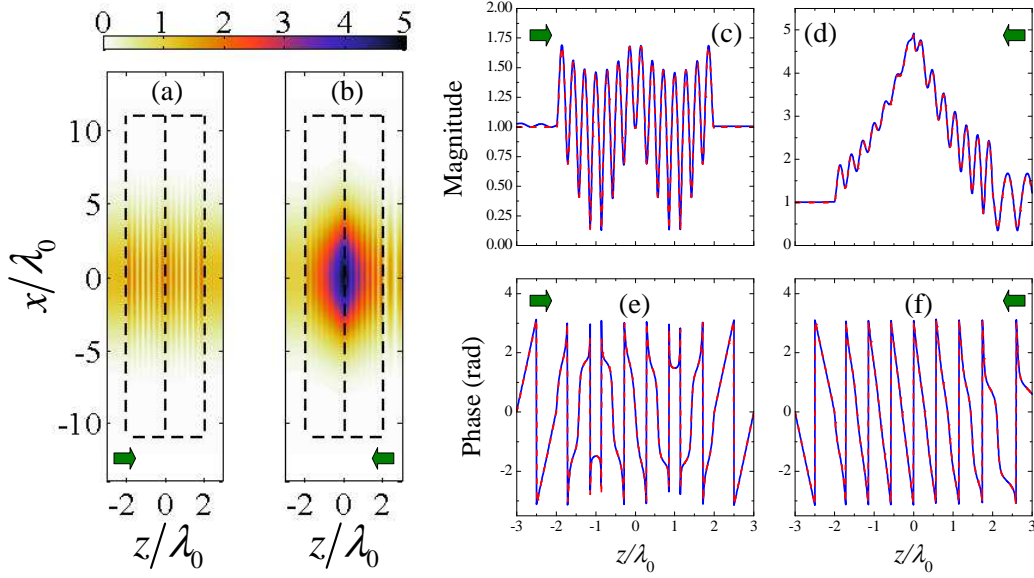 0 1 2 3 4 5
(a) (b)
10
5
0
-5
-10
x/λ₀
-2 0 2 -2 0 2
z/λ₀ z/λ₀
2.00
1.75
1.50
1.25
1.00
0.75
0.50
0.25
0.00
Magnitude
(c)
5
4
3
2
1
0
(d)
4
2
0
-2
Phase (rad)
(e)
-3 -2 -1 0 1 2 3
z/λ₀
4
2
0
-2
(f)
-3 -2 -1 0 1 2 3
z/λ₀